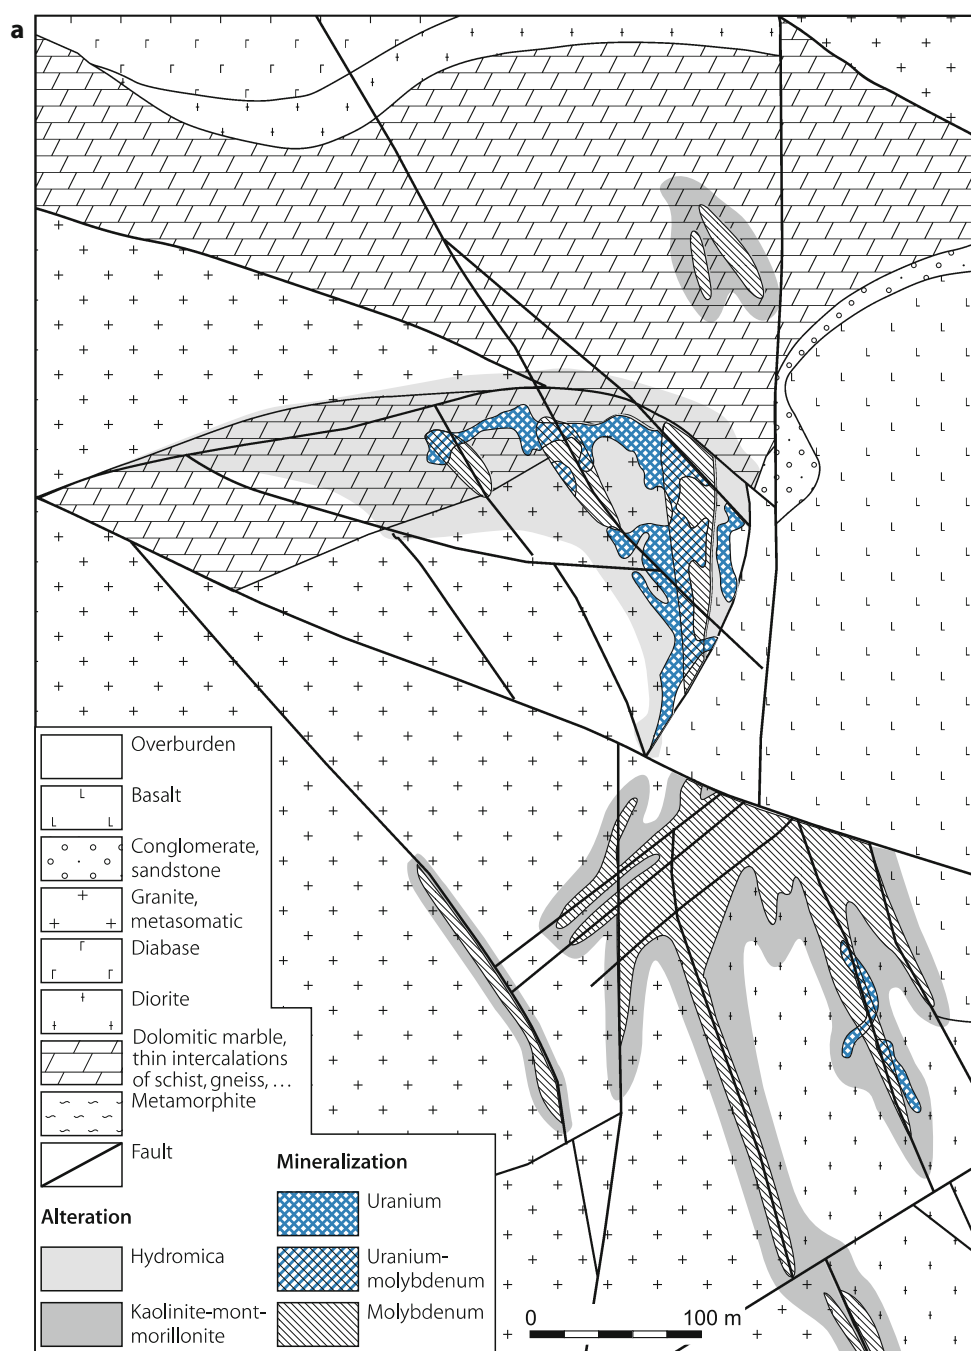 a
Overburden
Basalt
Conglomerate,
sandstone
Granite,
metasomatic
Diabase
Diorite
Dolomitic marble,
thin intercalations
of schist, gneiss, …
Metamorphite
Fault
Alteration
Hydromica
Kaolinite-mont-
morillonite
Mineralization
Uranium
Uranium-
molybdenum
Molybdenum
0 100 m